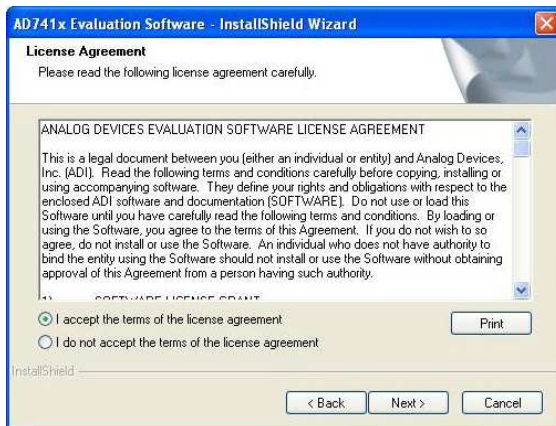 AD741x Evaluation Software - InstallShield Wizard
License Agreement
Please read the following license agreement carefully.
ANALOG DEVICES EVALUATION SOFTWARE LICENSE AGREEMENT
This is a legal document between you (either an individual or entity) and Analog Devices,
Inc. (ADI). Read the following terms and conditions carefully before copying, installing or
using accompanying software. They define your rights and obligations with respect to the
enclosed ADI software and documentation (SOFTWARE). Do not use or load this
Software until you have carefully read the following terms and conditions. By loading or
using the Software, you agree to the terms of this Agreement. If you do not wish to so
agree, do not install or use the Software. An individual who does not have authority to
bind the entity using the Software should not install or use the Software without obtaining
approval of this Agreement from a person having such authority.
1) SOFTWARE LICENSE GRANT
I accept the terms of the license agreement
Print
I do not accept the terms of the license agreement
InstallShield
< Back
Next >
Cancel